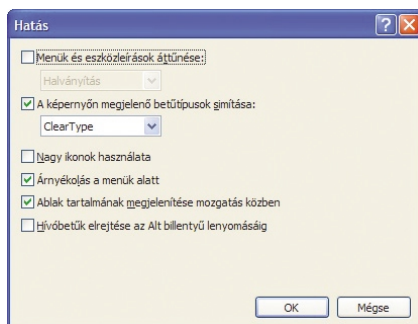 Hatás
Menük és eszközleírások áttűnése:
Halványítás
A képernyőn megjelenő betűtípusok simítása:
ClearType
Nagy ikonok használata
Árnyékolás a menük alatt
Ablak tartalmának megjelenítése mozgatás közben
Hívóbetűk elrejtése az Alt billentyű lenyomásáig
OK Mégse